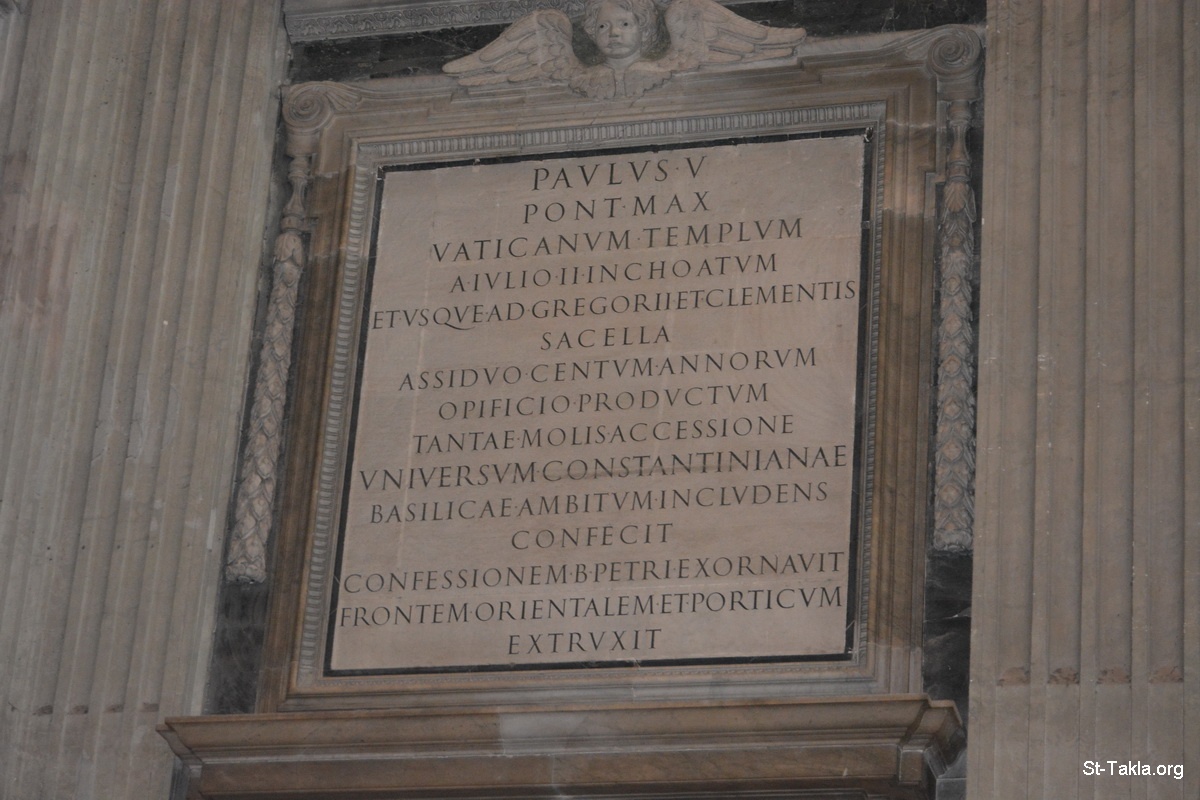 PAVLVS·V
PONT·MAX
VATICANVM·TEMPLVM
A·IVLIO·II·INCHOATVM
ETVSQVE·AD·GREGORII·ET·CLEMENTIS
SACELLA
ASSIDVO·CENTVM·ANNORVM
OPIFICIO·PRODVCTVM
TANTAE·MOLIS·ACCESSIONE
VNIVERSVM·CONSTANTINIANAE
BASILICAE·AMBITVM·INCLVDENS
CONFECIT
CONFESSIONEM·B·PETRI·EXORNAVIT
FRONTEM·ORIENTALEM·ET·PORTICVM
EXTRVXIT
St-Takla.org